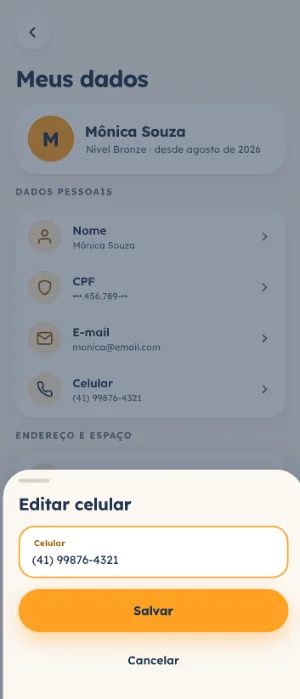 Meus dados
M
Mônica Souza
Nível Bronze · desde agosto de 2026
DADOS PESSOAIS
Nome
Mônica Souza
CPF
•••.456.789-••
E-mail
monica@email.com
Celular
(41) 99876-4321
ENDEREÇO E ESPAÇO
Editar celular
Celular
(41) 99876-4321
Salvar
Cancelar